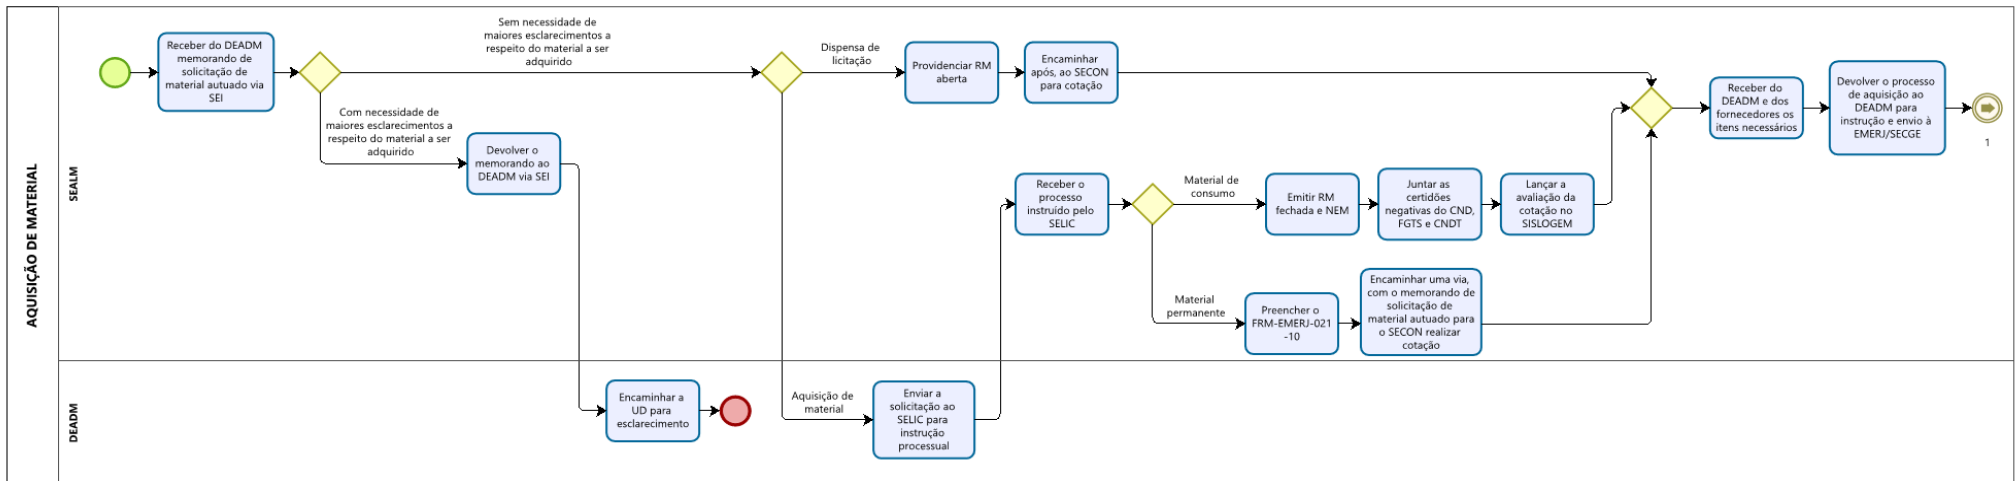 AQUISIÇÃO DE MATERIAL
SEALM
Receber do DEADM
memorando de
solicitação de
material autuado via
SEI
Sem necessidade de
maiores esclarecimentos a
respeito do material a ser
adquirido
Com necessidade de
maiores esclarecimentos a
respeito do material a ser
adquirido
Devolver o
memorando ao
DEADM via SEI
Dispensa de
licitação
Providenciar RM
aberta
Encaminhar
após, ao SECON
para cotação
Receber o
processo
instruído pelo
SELIC
Material de
consumo
Emitir RM
fechada e NEM
Juntar as
certidões
negativas do CND,
FGTS e CNDT
Lançar a
avaliação da
cotação no
SISLOGEM
Material
permanente
Preencher o
FRM-EMERJ-021
-10
Encaminhar uma via,
com o memorando de
solicitação de
material autuado para
o SECON realizar
cotação
Receber do
DEADM e dos
fornecedores os
itens necessários
Devolver o processo
de aquisição ao
DEADM para
instrução e envio à
EMERJ/SECGE
1
DEADM
Encaminhar a
UD para
esclarecimento
Aquisição de
material
Enviar a
solicitação ao
SELIC para
instrução
processual